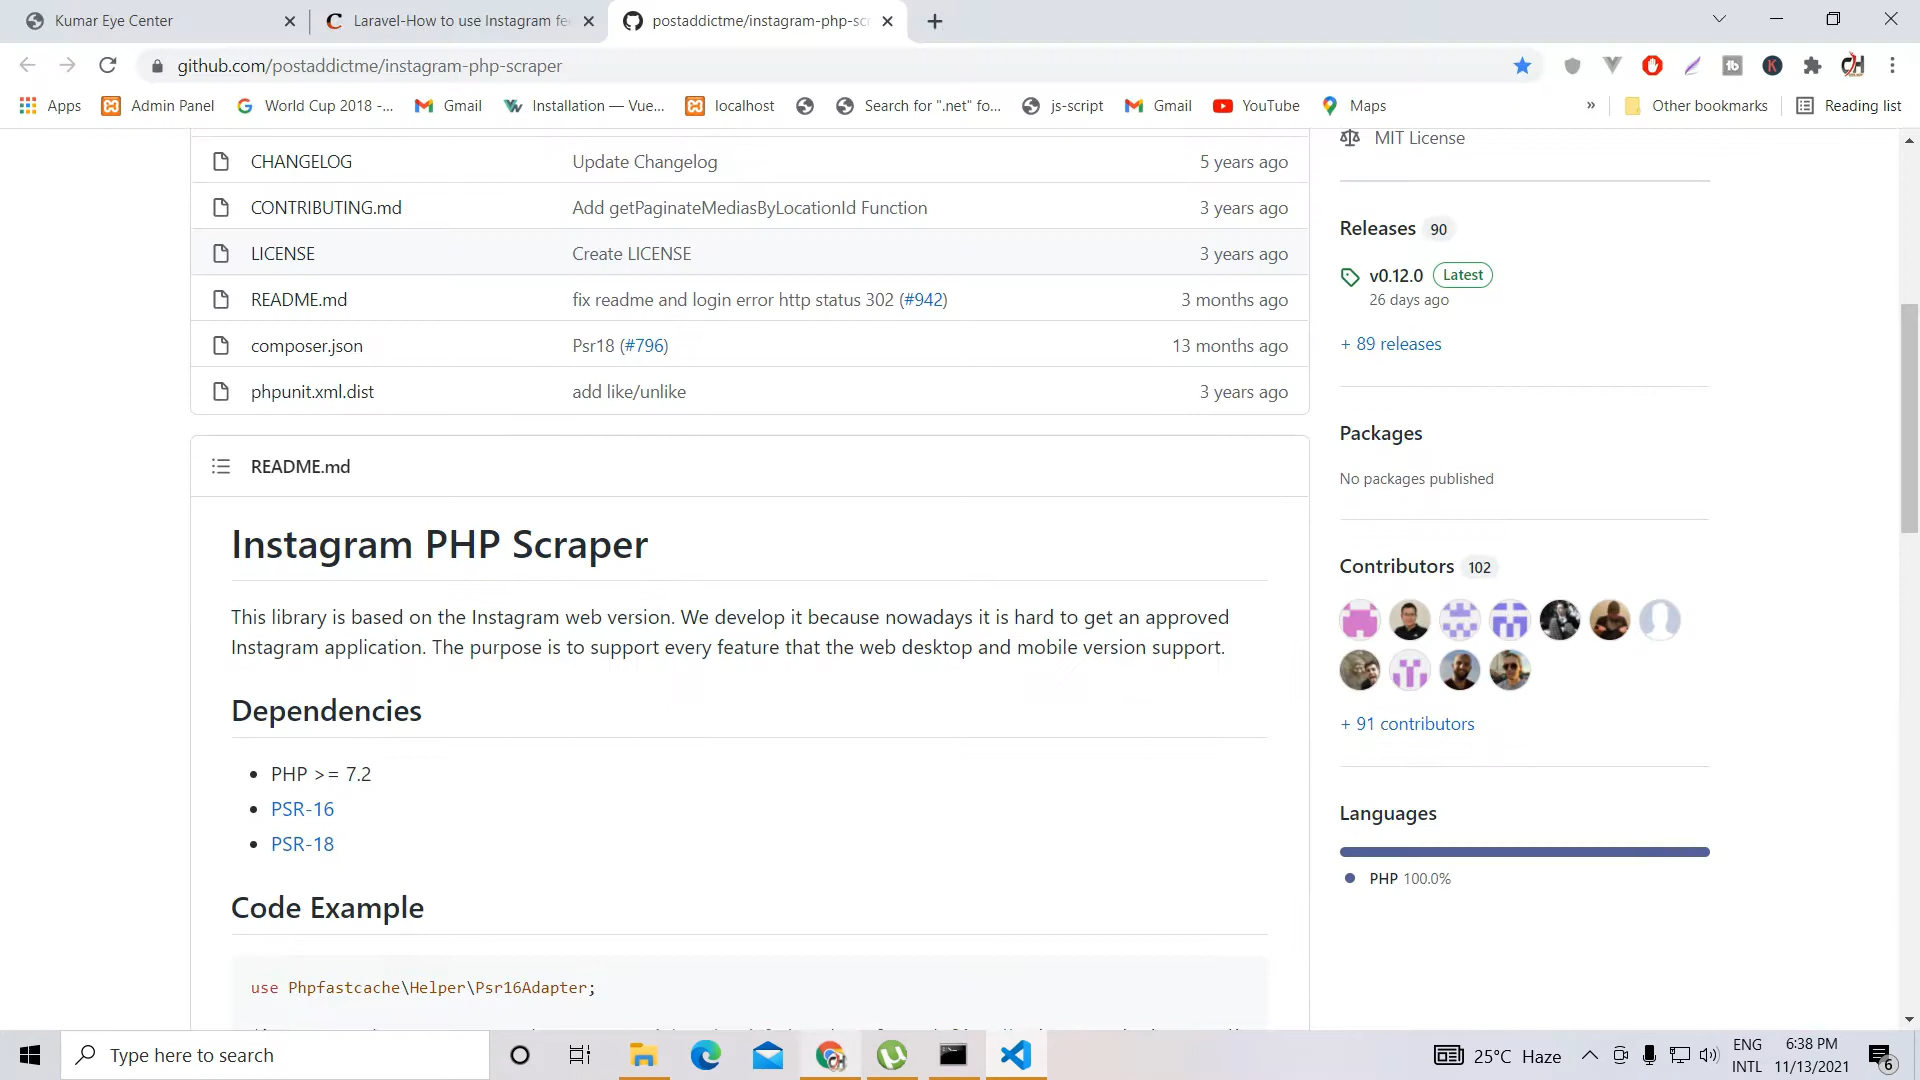 Kumar Eye Center
Laravel-How to use Instagram fe
postaddictme/instagram-php-sc
github.com/postaddictme/instagram-php-scraper
Apps
Admin Panel
World Cup 2018 -...
Gmail
Installation — Vue...
localhost
Search for ".net" fo...
js-script
Gmail
YouTube
Maps
»
Other bookmarks
Reading list
MIT License
CHANGELOG Update Changelog 5 years ago
CONTRIBUTING.md Add getPaginateMediasByLocationId Function 3 years ago
LICENSE Create LICENSE 3 years ago
README.md fix readme and login error http status 302 (#942) 3 months ago
composer.json Psr18 (#796) 13 months ago
phpunit.xml.dist add like/unlike 3 years ago
Releases 90
v0.12.0 Latest
26 days ago
+ 89 releases
Packages
No packages published
Contributors 102
+ 91 contributors
Languages
PHP 100.0%
README.md
Instagram PHP Scraper
This library is based on the Instagram web version. We develop it because nowadays it is hard to get an approved
Instagram application. The purpose is to support every feature that the web desktop and mobile version support.
Dependencies
PHP >= 7.2
PSR-16
PSR-18
Code Example
use Phpfastcache\Helper\Psr16Adapter;
Type here to search
25°C Haze
ENG
INTL
6:38 PM
11/13/2021
6